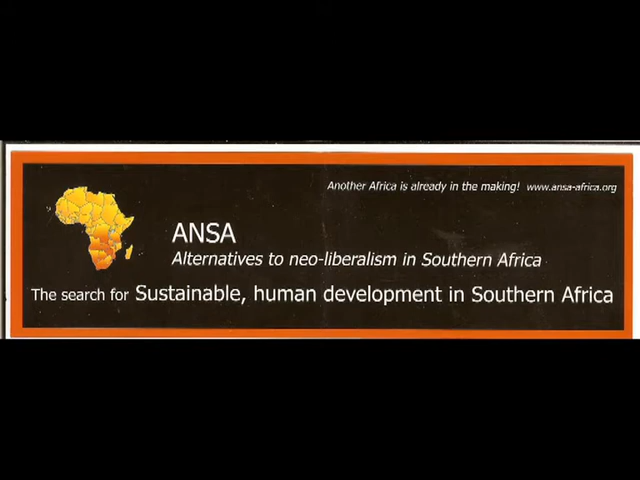 Another Africa is already in the making! www.ansa-africa.org
ANSA
Alternatives to neo-liberalism in Southern Africa
The search for Sustainable, human development in Southern Africa